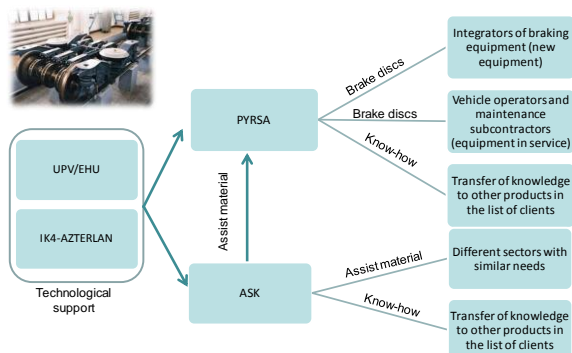 Integrators of braking
equipment (new
equipment)
Brake discs
PYRSA
Brake discs
Vehicle operators and
maintenance
subcontractors
(equipment in service)
Know-how
UPV/EHU
Transfer of knowledge
to other products in
the list of clients
IK4-AZTERLAN
Assist material
Technological
support
ASK
Assist material
Different sectors with
similar needs
Know-how
Transfer of knowledge
to other products in
the list of clients